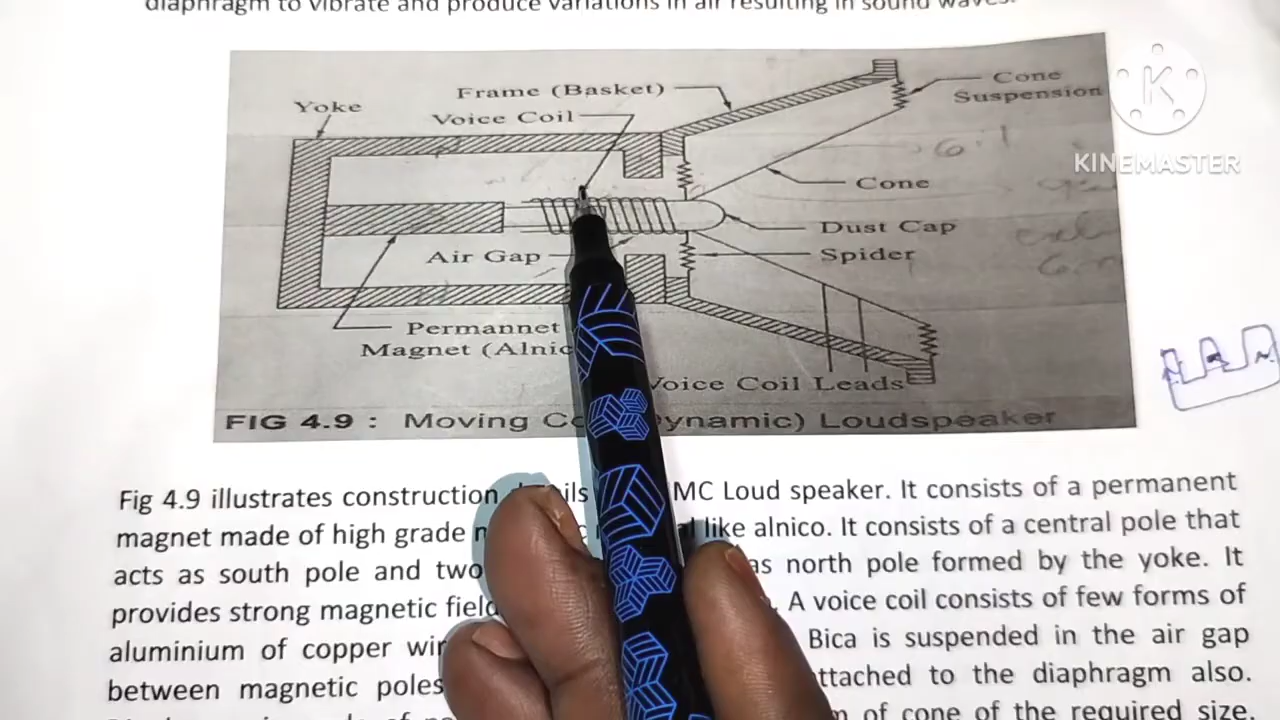 diaphragm to vibrate and produce variations in air resulting in sound waves.
Frame (Basket)
Cone
Suspension
Yoke
Voice Coil
KINEMASTER
Cone
Dust Cap
Air Gap
Spider
Permannet
Magnet (Alnic
Voice Coil Leads
FIG 4.9 : Moving Co ynamic) Loudspeaker
Fig 4.9 illustrates construction MC Loud speaker. It consists of a permanent
magnet made of high grade like alnico. It consists of a central pole that
acts as south pole and two as north pole formed by the yoke. It
provides strong magnetic field A voice coil consists of few forms of
aluminium of copper wir Bica is suspended in the air gap
between magnetic poles ttached to the diaphragm also.
of cone of the required size.